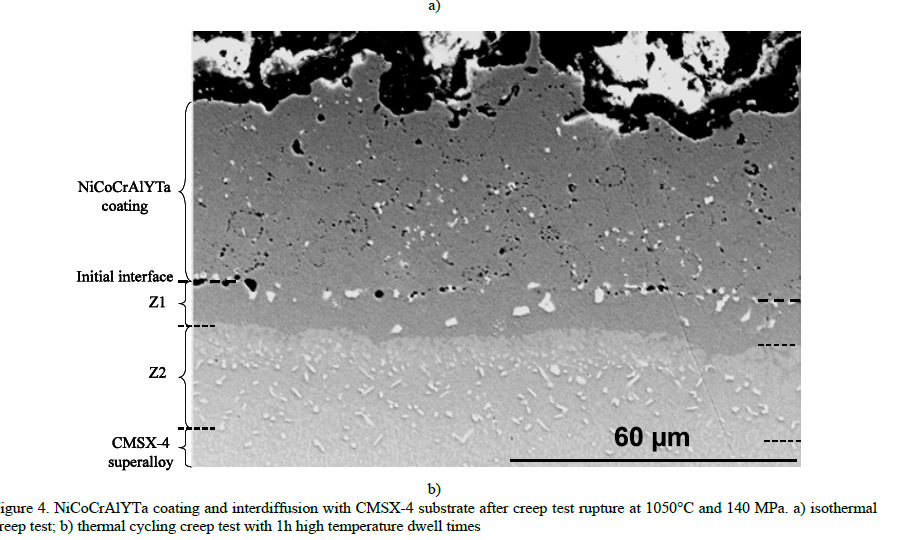 a)
NiCoCrAlYTa
coating
Initial interface
Z1
Z2
CMSX-4
superalloy
60 μm
b)
igure 4. NiCoCrAlYTa coating and interdiffusion with CMSX-4 substrate after creep test rupture at 1050°C and 140 MPa. a) isothermal
reep test; b) thermal cycling creep test with 1h high temperature dwell times